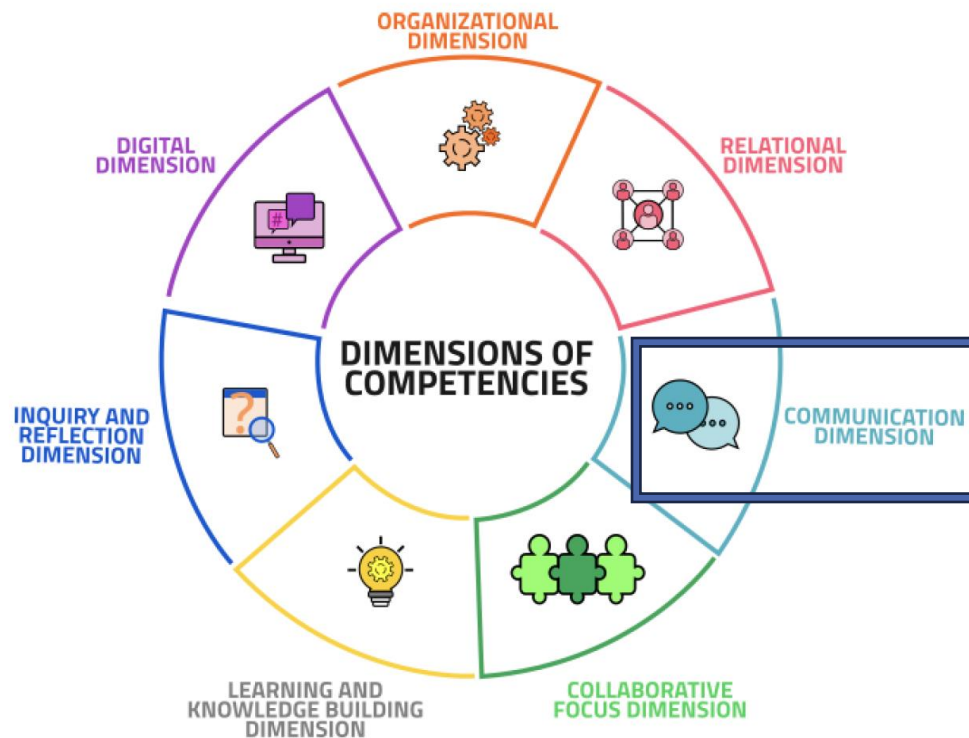 ORGANIZATIONAL
DIMENSION
RELATIONAL
DIMENSION
COMMUNICATION
DIMENSION
COLLABORATIVE
FOCUS DIMENSION
LEARNING AND
KNOWLEDGE BUILDING
DIMENSION
INQUIRY AND
REFLECTION
DIMENSION
DIGITAL
DIMENSION
#
?
DIMENSIONS OF
COMPETENCIES